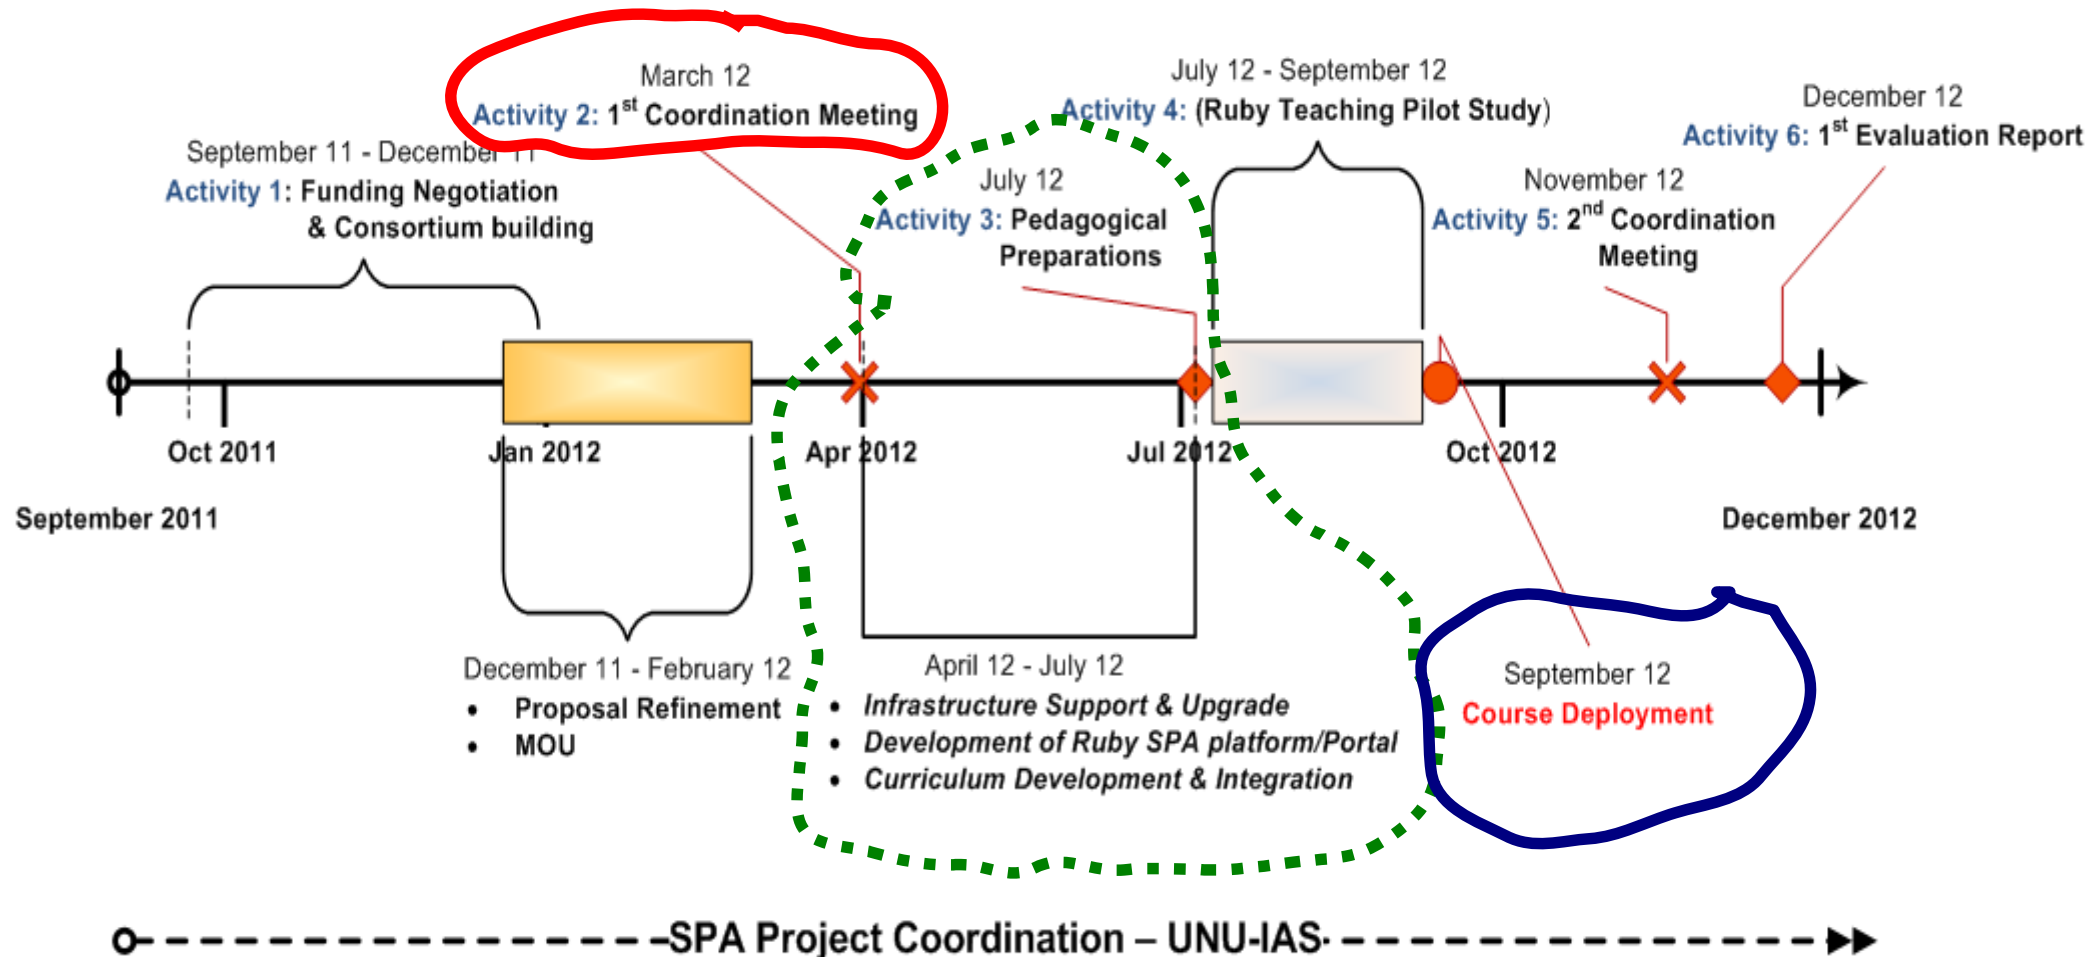 March 12
Activity 2: 1st Coordination Meeting
July 12 - September 12
Activity 4: (Ruby Teaching Pilot Study)
December 12
Activity 6: 1st Evaluation Report
September 11 - December 11
Activity 1: Funding Negotiation
& Consortium building
July 12
Activity 3: Pedagogical
Preparations
November 12
Activity 5: 2nd Coordination
Meeting
Oct 2011
Jan 2012
Apr 2012
Jul 2012
Oct 2012
September 2011
December 2012
December 11 - February 12
• Proposal Refinement
• MOU
April 12 - July 12
• Infrastructure Support & Upgrade
• Development of Ruby SPA platform/Portal
• Curriculum Development & Integration
September 12
Course Deployment
SPA Project Coordination – UNU-IAS